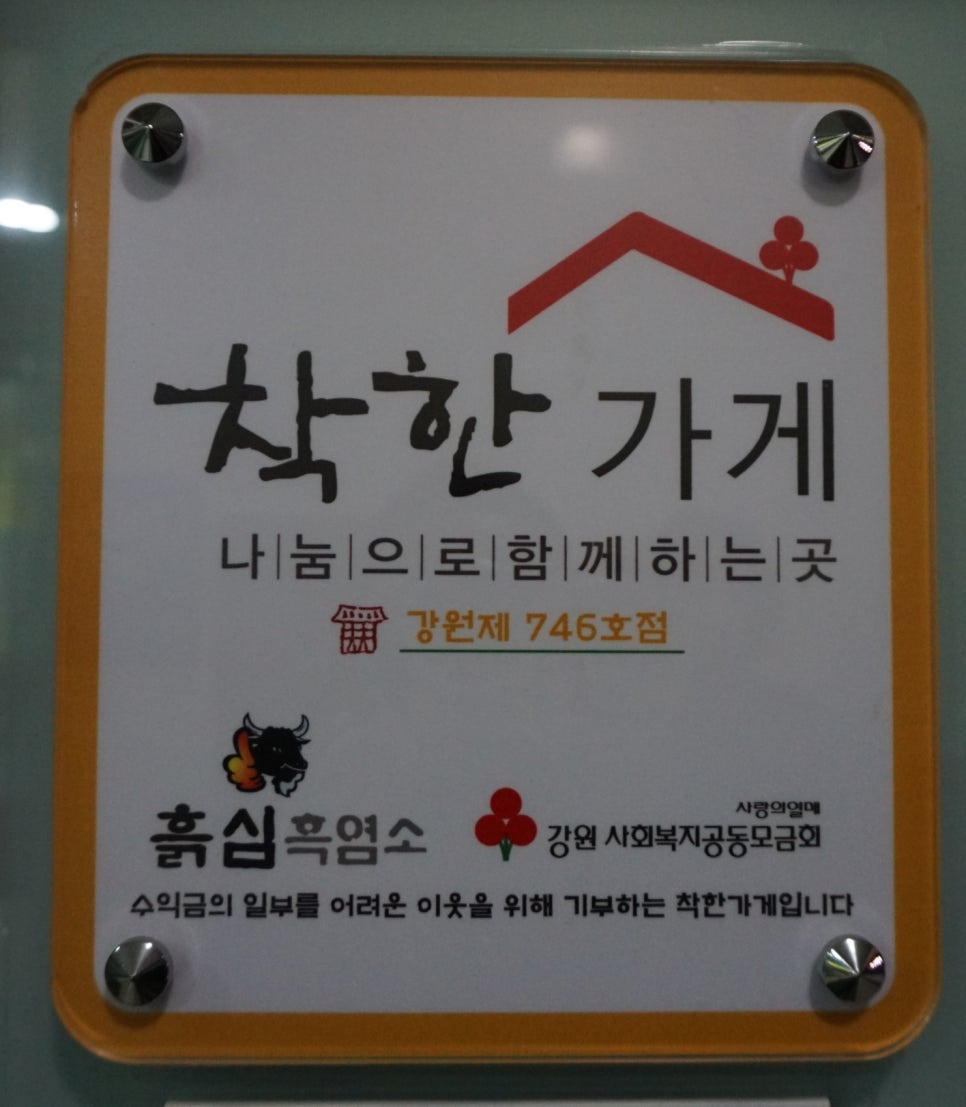 착한 가게
나|눔|으|로|함|께|하|는|곳
강원제 746호점
흙심흑염소
사랑의열매
강원 사회복지공동모금회
수익금의 일부를 어려운 이웃을 위해 기부하는 착한가게입니다